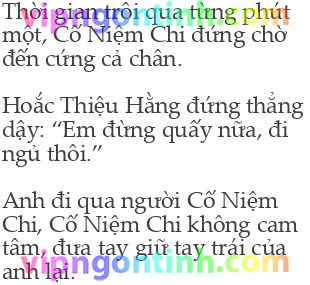 Thời gian trôi qua từng phút
một, Cố Niệm Chi đứng chờ
đến cứng cả chân.
Hoắc Thiệu Hằng đứng thẳng
dậy: “Em đừng quấy nữa, đi
ngủ thôi.”
Anh đi qua người Cố Niệm
Chi, Cố Niệm Chi không cam
tâm, đưa tay giữ tay trái của
anh lại.
vipngontinh.com
vipngontinh.com